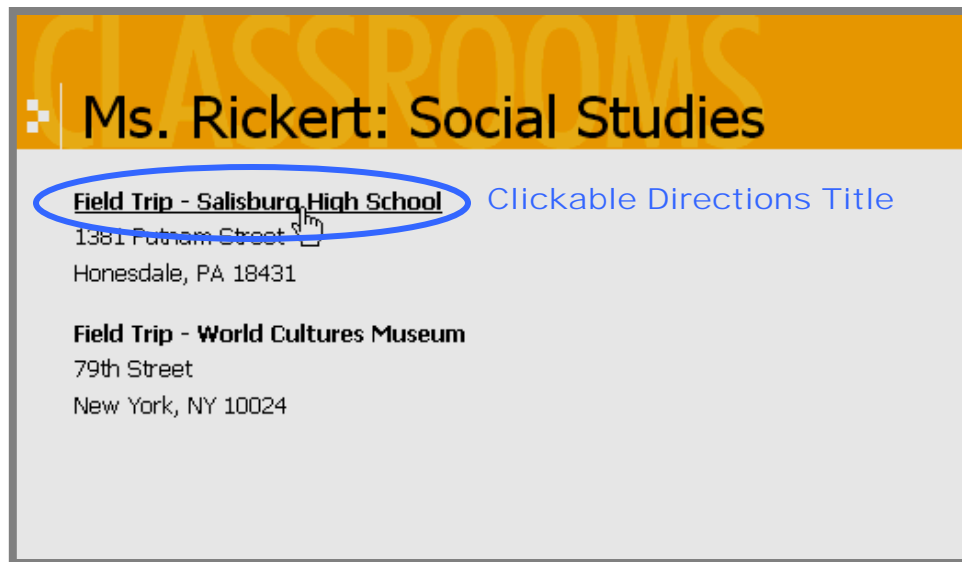 CLASSROOMS
Ms. Rickert: Social Studies
Field Trip - Salisburg High School Clickable Directions Title
1381 Putnam Street
Honesdale, PA 18431
Field Trip - World Cultures Museum
79th Street
New York, NY 10024